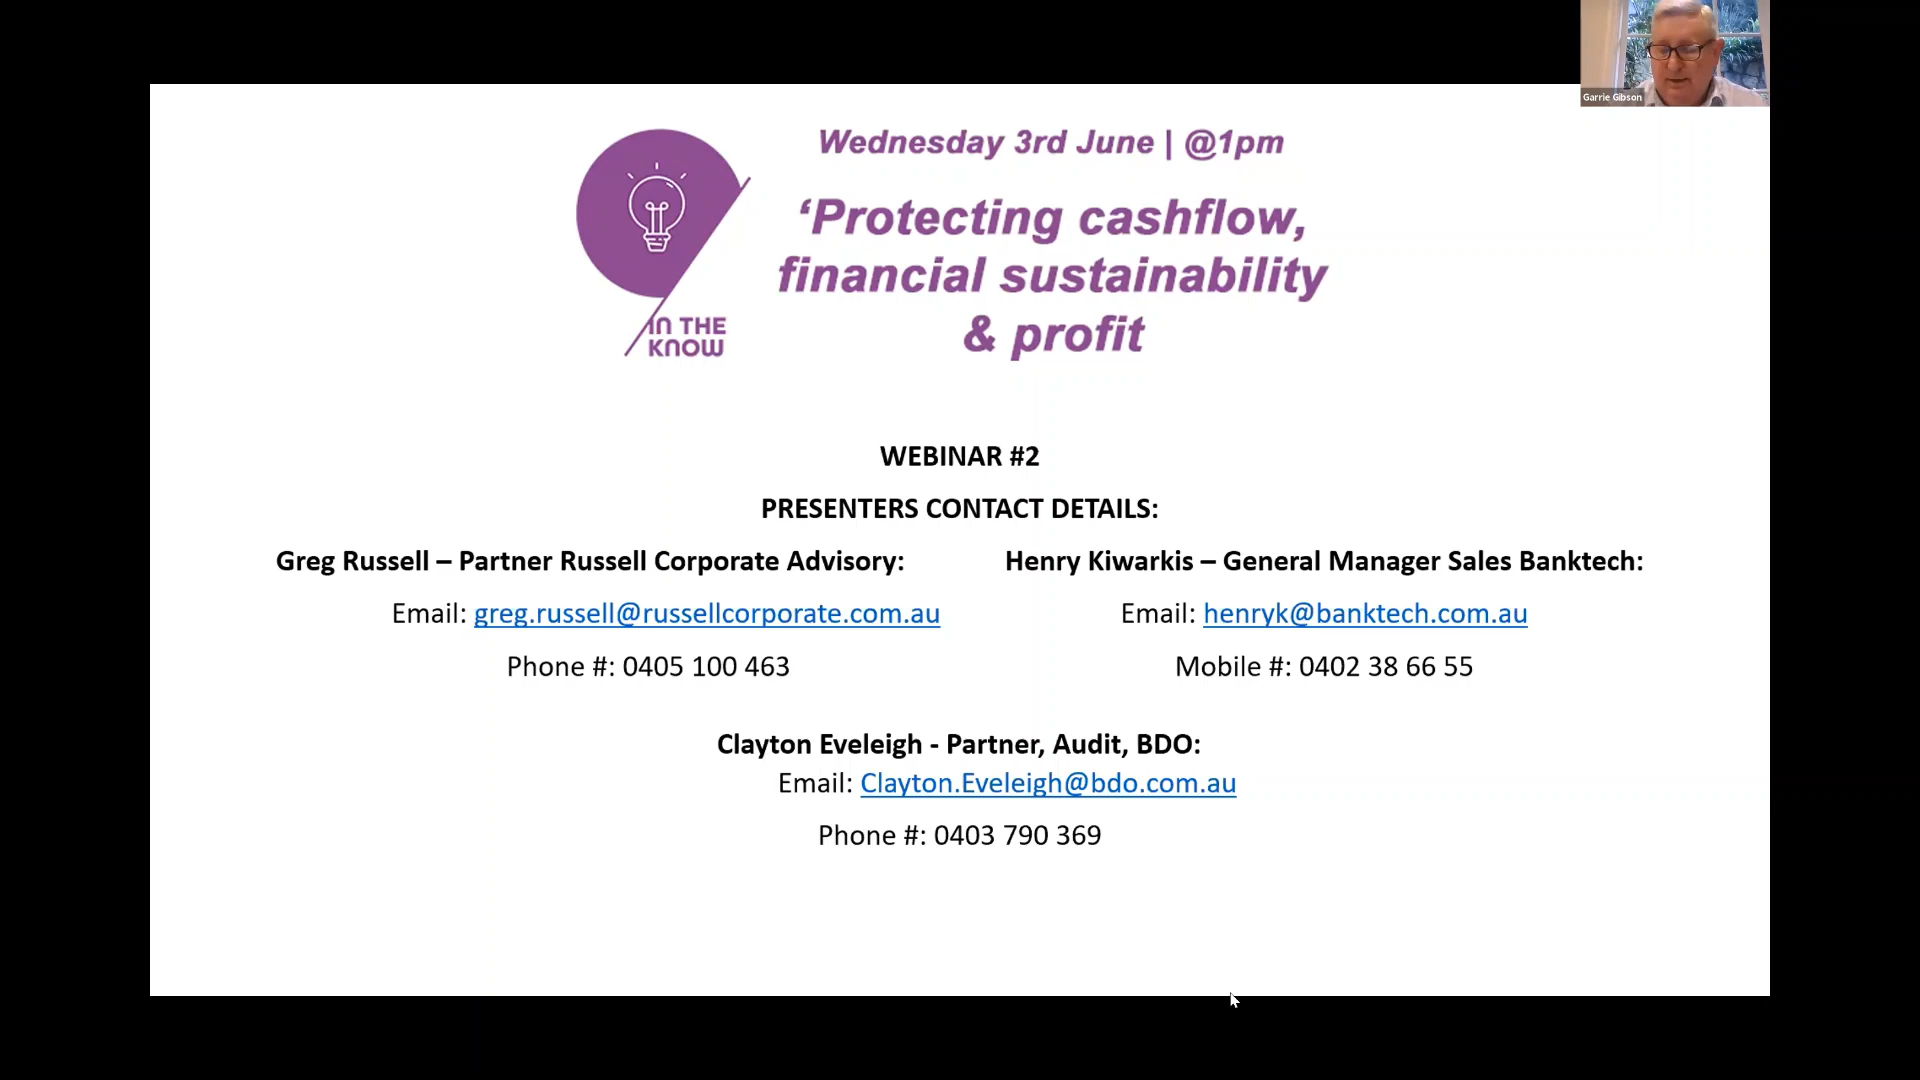 Garrie Gibson
Wednesday 3rd June | @1pm
‘Protecting cashflow,
financial sustainability
& profit
IN THE
KNOW
WEBINAR #2
PRESENTERS CONTACT DETAILS:
Greg Russell – Partner Russell Corporate Advisory:
Email: greg.russell@russellcorporate.com.au
Phone #: 0405 100 463
Henry Kiwarkis – General Manager Sales Banktech:
Email: henryk@banktech.com.au
Mobile #: 0402 38 66 55
Clayton Eveleigh - Partner, Audit, BDO:
Email: Clayton.Eveleigh@bdo.com.au
Phone #: 0403 790 369